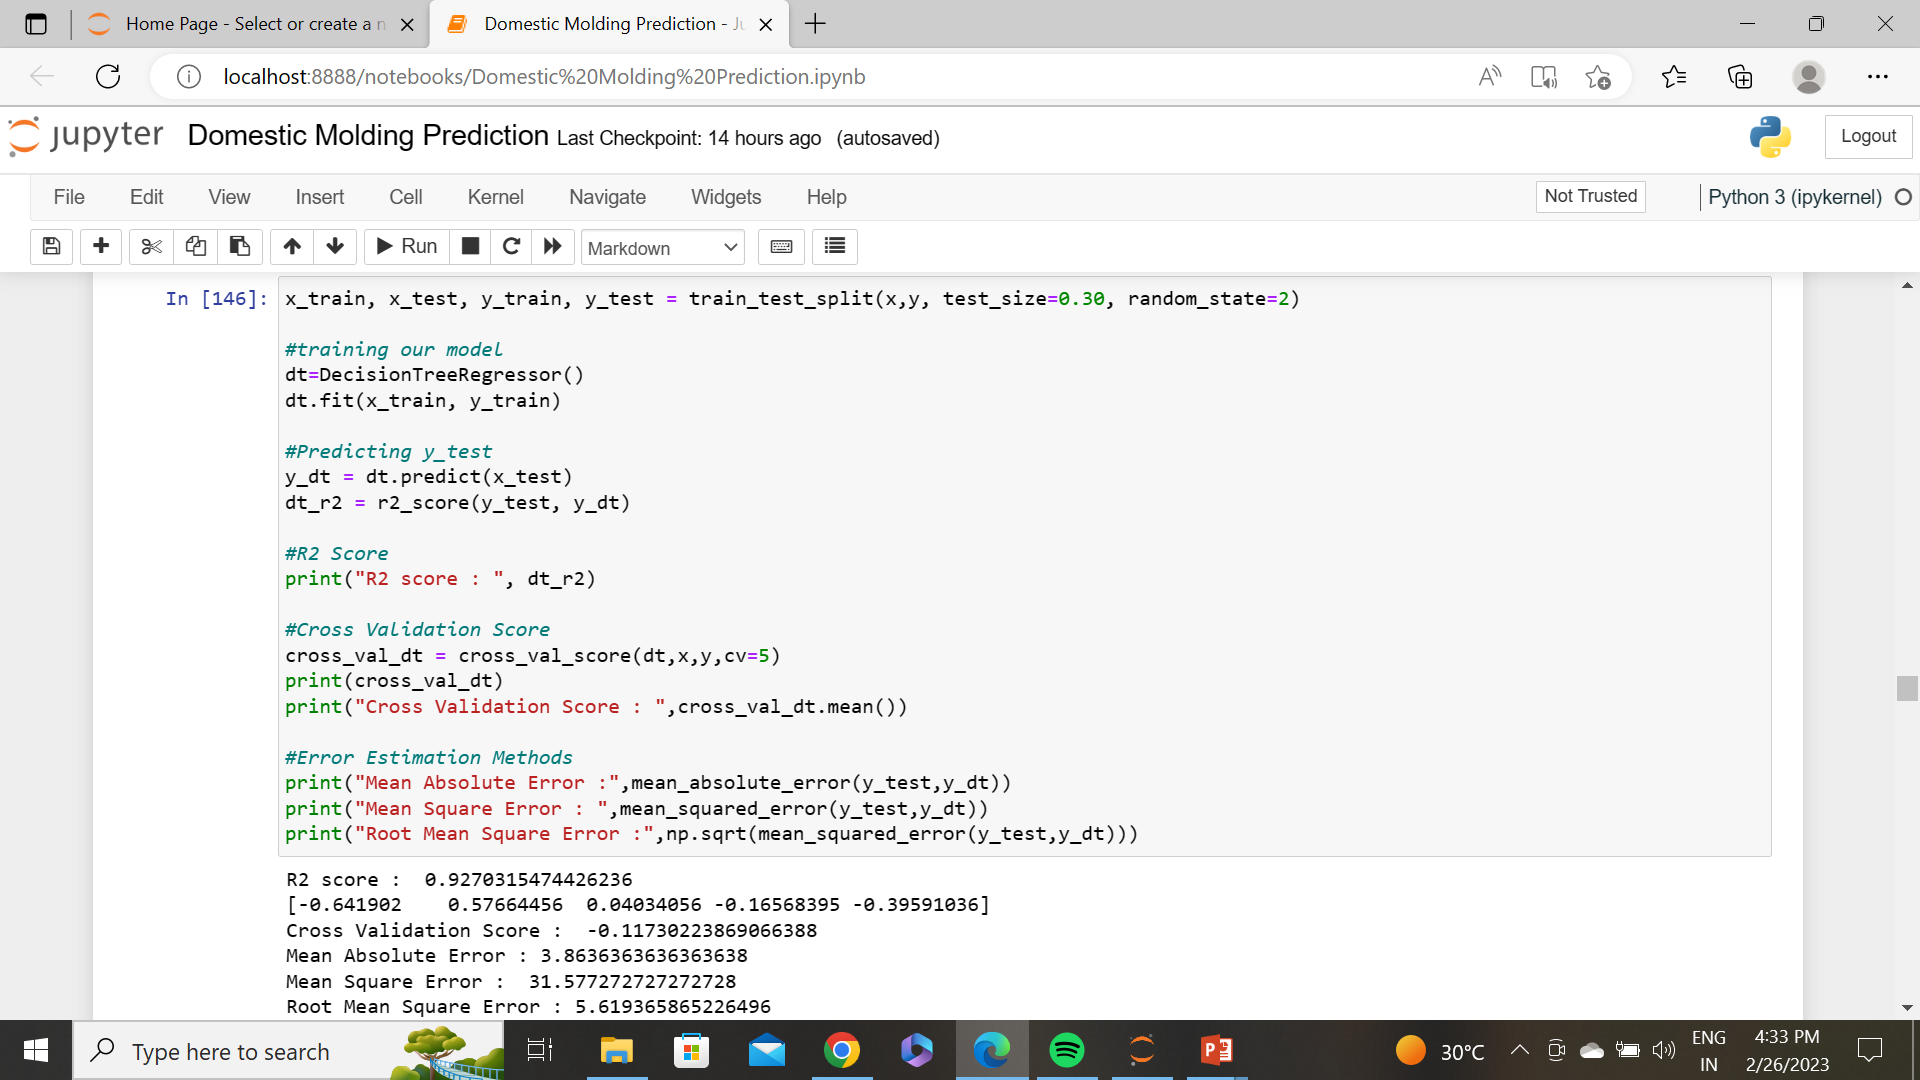 Home Page - Select or create a n
Domestic Molding Prediction - Ju
localhost:8888/notebooks/Domestic%20Molding%20Prediction.ipynb
jupyter Domestic Molding Prediction Last Checkpoint: 14 hours ago (autosaved)
Logout
File Edit View Insert Cell Kernel Navigate Widgets Help
Not Trusted
Python 3 (ipykernel)
Run
Markdown
In [146]:
x_train, x_test, y_train, y_test = train_test_split(x,y, test_size=0.30, random_state=2)
#training our model
dt=DecisionTreeRegressor()
dt.fit(x_train, y_train)
#Predicting y_test
y_dt = dt.predict(x_test)
dt_r2 = r2_score(y_test, y_dt)
#R2 Score
print("R2 score : ", dt_r2)
#Cross Validation Score
cross_val_dt = cross_val_score(dt,x,y,cv=5)
print(cross_val_dt)
print("Cross Validation Score : ",cross_val_dt.mean())
#Error Estimation Methods
print("Mean Absolute Error :",mean_absolute_error(y_test,y_dt))
print("Mean Square Error : ",mean_squared_error(y_test,y_dt))
print("Root Mean Square Error :",np.sqrt(mean_squared_error(y_test,y_dt)))
R2 score :  0.9270315474426236
[-0.641902    0.57664456  0.04034056 -0.16568395 -0.39591036]
Cross Validation Score :  -0.11730223869066388
Mean Absolute Error : 3.8636363636363638
Mean Square Error :  31.577272727272728
Root Mean Square Error : 5.619365865226496
Type here to search
30°C
ENG
IN
4:33 PM
2/26/2023